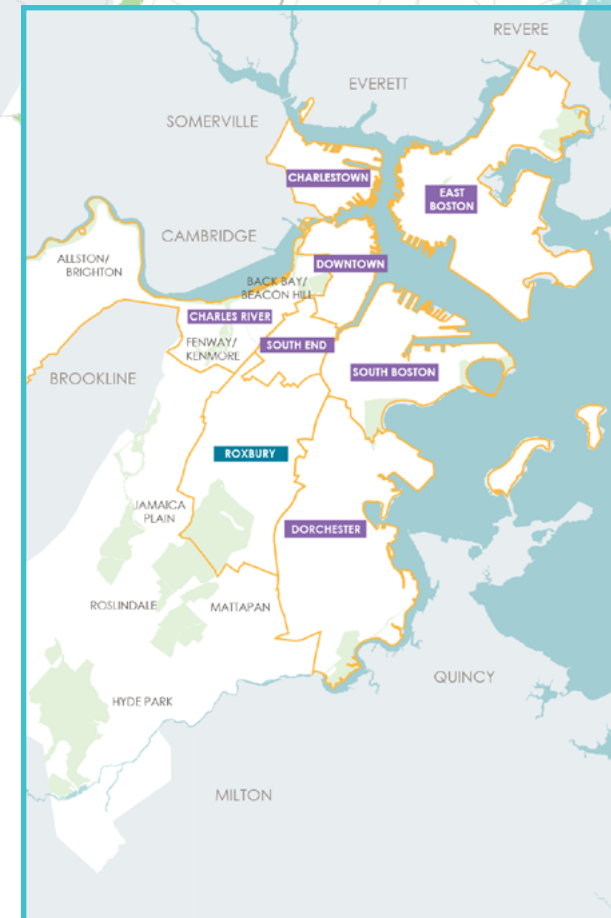 REVERE
EVERETT
SOMERVILLE
CHARLESTOWN
EAST
BOSTON
CAMBRIDGE
ALLSTON/
BRIGHTON
DOWNTOWN
BACK BAY/
BEACON HILL
CHARLES RIVER
FENWAY/
KENMORE
SOUTH END
BROOKLINE
SOUTH BOSTON
ROXBURY
JAMAICA
PLAIN
DORCHESTER
ROSLINDALE
MATTAPAN
QUINCY
HYDE PARK
MILTON